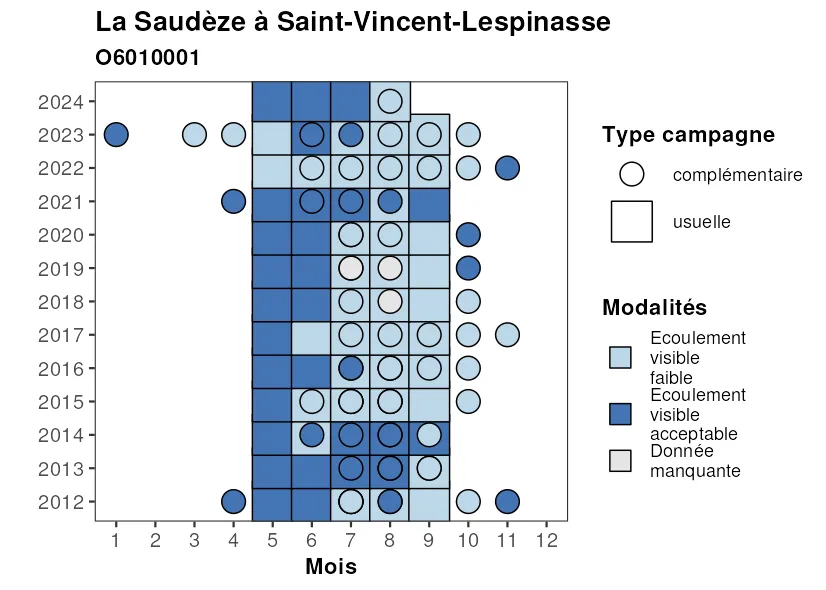 La Saudèze à Saint-Vincent-Lespinasse
O6010001
2024
2023
2022
2021
2020
2019
2018
2017
2016
2015
2014
2013
2012
1 2 3 4 5 6 7 8 9 10 11 12
Mois
Type campagne
complémentaire
usuelle
Modalités
Ecoulement
visible
faible
Ecoulement
visible
acceptable
Donnée
manquante